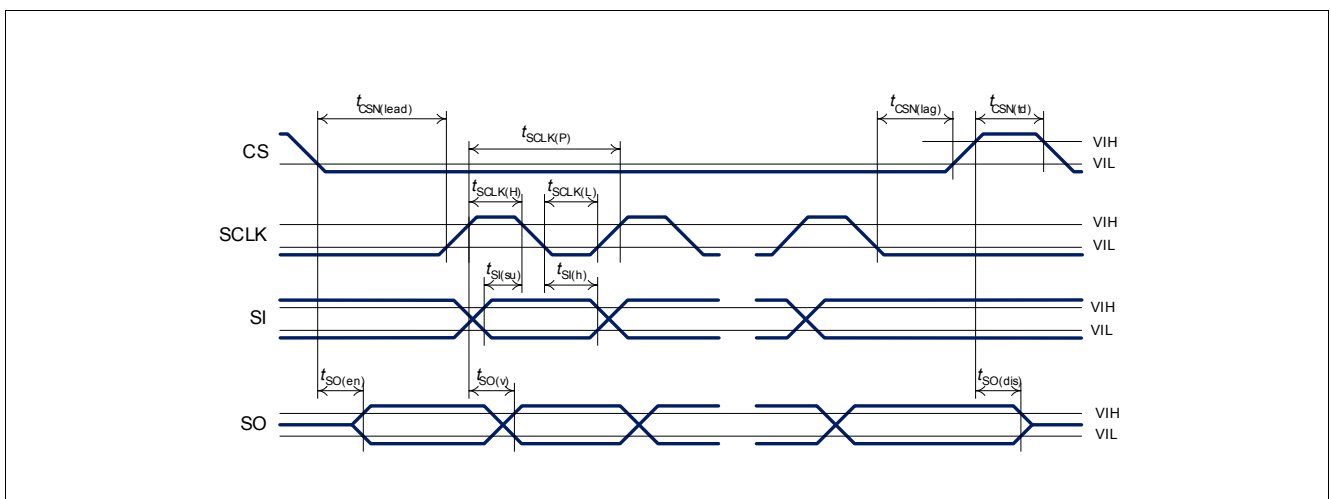 tCSN(lead)
tCSN(lag)
tCSN(td)
CS
tSCLK(P)
VIH
VIL
tSCLK(H)
tSCLK(L)
SCLK
VIH
VIL
tSI(su)
tSI(h)
SI
VIH
VIL
tSO(en)
tSO(v)
tSO(dis)
SO
VIH
VIL